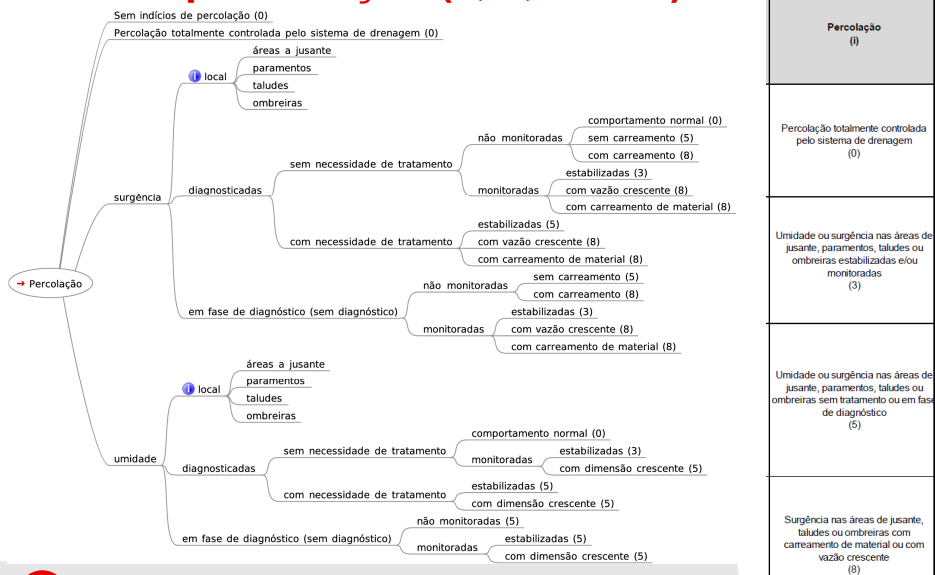 Sem indícios de percolação (0)
Percolação totalmente controlada pelo sistema de drenagem (0)
áreas a jusante
paramentos
local
taludes
ombreiras
comportamento normal (0)
não monitoradas
sem carreamento (5)
com carreamento (8)
sem necessidade de tratamento
estabilizadas (3)
monitoradas
com vazão crescente (8)
com carreamento de material (8)
surgência
diagnosticadas
estabilizadas (5)
com necessidade de tratamento
com vazão crescente (8)
com carreamento de material (8)
sem carreamento (5)
não monitoradas
com carreamento (8)
em fase de diagnóstico (sem diagnóstico)
estabilizadas (3)
monitoradas
com vazão crescente (8)
com carreamento de material (8)
Percolação
áreas a jusante
paramentos
local
taludes
ombreiras
umidade
comportamento normal (0)
sem necessidade de tratamento
estabilizadas (3)
monitoradas
com dimensão crescente (5)
diagnosticadas
estabilizadas (5)
com necessidade de tratamento
com dimensão crescente (5)
não monitoradas (5)
em fase de diagnóstico (sem diagnóstico)
estabilizadas (5)
monitoradas
com dimensão crescente (5)
Percolação
(i)
Percolação totalmente controlada
pelo sistema de drenagem
(0)
Umidade ou surgência nas áreas de
jusante, paramentos, taludes ou
ombreiras estabilizadas e/ou
monitoradas
(3)
Umidade ou surgência nas áreas de
jusante, paramentos, taludes ou
ombreiras sem tratamento ou em fase
de diagnóstico
(5)
Surgência nas áreas de jusante,
taludes ou ombreiras com
carreamento de material ou com
vazão crescente
(8)